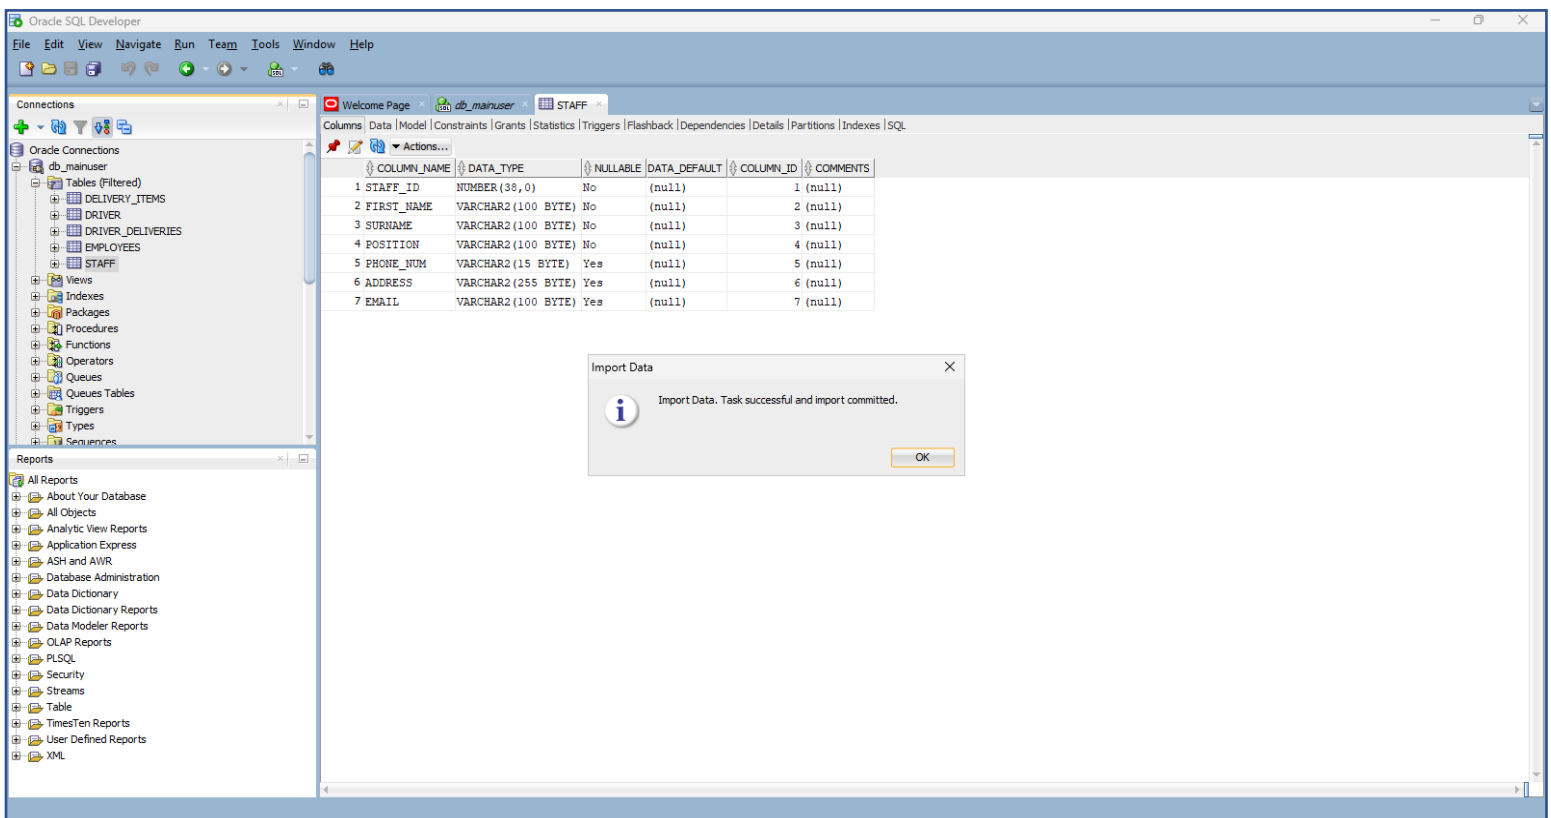 Oracle SQL Developer
File Edit View Navigate Run Team Tools Window Help
Connections
Oracle Connections
db_mainuser
Tables (Filtered)
DELIVERY_ITEMS
DRIVER
DRIVER_DELIVERIES
EMPLOYEES
STAFF
Views
Indexes
Packages
Procedures
Functions
Operators
Queues
Queues Tables
Triggers
Types
Sequences
Reports
All Reports
About Your Database
All Objects
Analytic View Reports
Application Express
ASH and AWR
Database Administration
Data Dictionary
Data Dictionary Reports
Data Modeler Reports
OLAP Reports
PLSQL
Security
Streams
Table
TimesTen Reports
User Defined Reports
XML
Welcome Page db_mainuser STAFF
Columns Data Model Constraints Grants Statistics Triggers Flashback Dependencies Details Partitions Indexes SQL
Actions...
COLUMN_NAME DATA_TYPE NULLABLE DATA_DEFAULT COLUMN_ID COMMENTS
1 STAFF_ID NUMBER(38,0) No (null) 1 (null)
2 FIRST_NAME VARCHAR2(100 BYTE) No (null) 2 (null)
3 SURNAME VARCHAR2(100 BYTE) No (null) 3 (null)
4 POSITION VARCHAR2(100 BYTE) No (null) 4 (null)
5 PHONE_NUM VARCHAR2(15 BYTE) Yes (null) 5 (null)
6 ADDRESS VARCHAR2(255 BYTE) Yes (null) 6 (null)
7 EMAIL VARCHAR2(100 BYTE) Yes (null) 7 (null)
Import Data
Import Data. Task successful and import committed.
OK